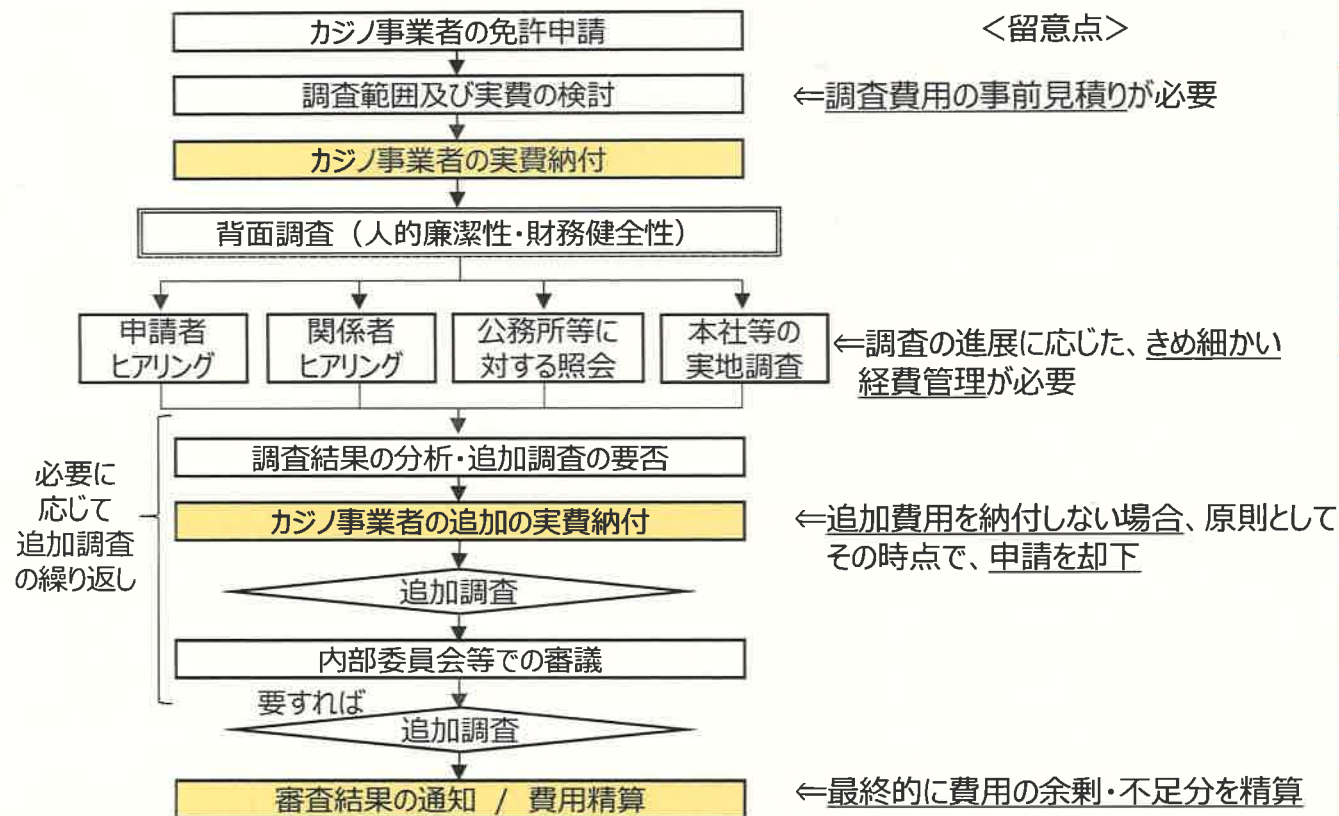 カジノ事業者の免許申請
<留意点>
調査範囲及び実費の検討
⇐調査費用の事前見積りが必要
カジノ事業者の実費納付
背面調査（人的廉潔性・財務健全性）
申請者
ヒアリング
関係者
ヒアリング
公務所等に
対する照会
本社等の
実地調査
⇐調査の進展に応じた、きめ細かい
経費管理が必要
調査結果の分析・追加調査の要否
必要に
応じて
追加調査
の繰り返し
カジノ事業者の追加の実費納付
⇐追加費用を納付しない場合、原則として
その時点で、申請を却下
追加調査
内部委員会等での審議
要すれば
追加調査
審査結果の通知 / 費用精算
⇐最終的に費用の余剰・不足分を精算